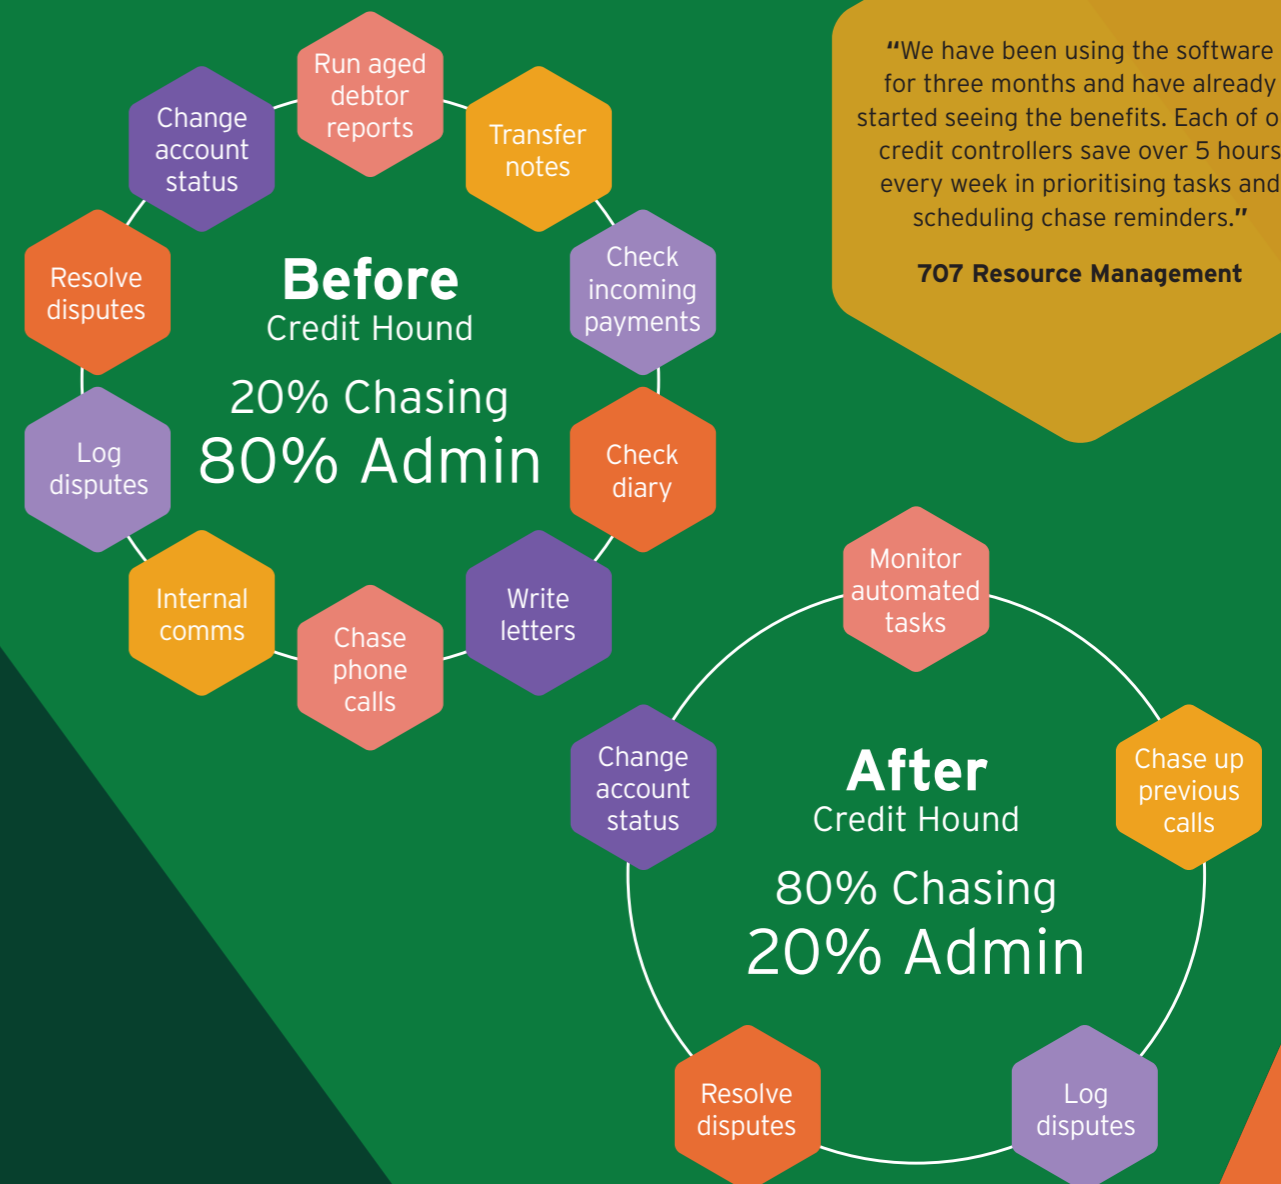 Run aged
debtor
reports
Transfer
notes
Check
incoming
payments
Check
diary
Write
letters
Chase
phone
calls
Internal
comms
Log
disputes
Resolve
disputes
Change
account
status
Before
Credit Hound
20% Chasing
80% Admin
"We have been using the software
for three months and have already
started seeing the benefits. Each of
credit controllers save over 5 hours
every week in prioritising tasks and
scheduling chase reminders."
707 Resource Management
Monitor
automated
tasks
Chase up
previous
calls
Log
disputes
Resolve
disputes
Change
account
status
After
Credit Hound
80% Chasing
20% Admin